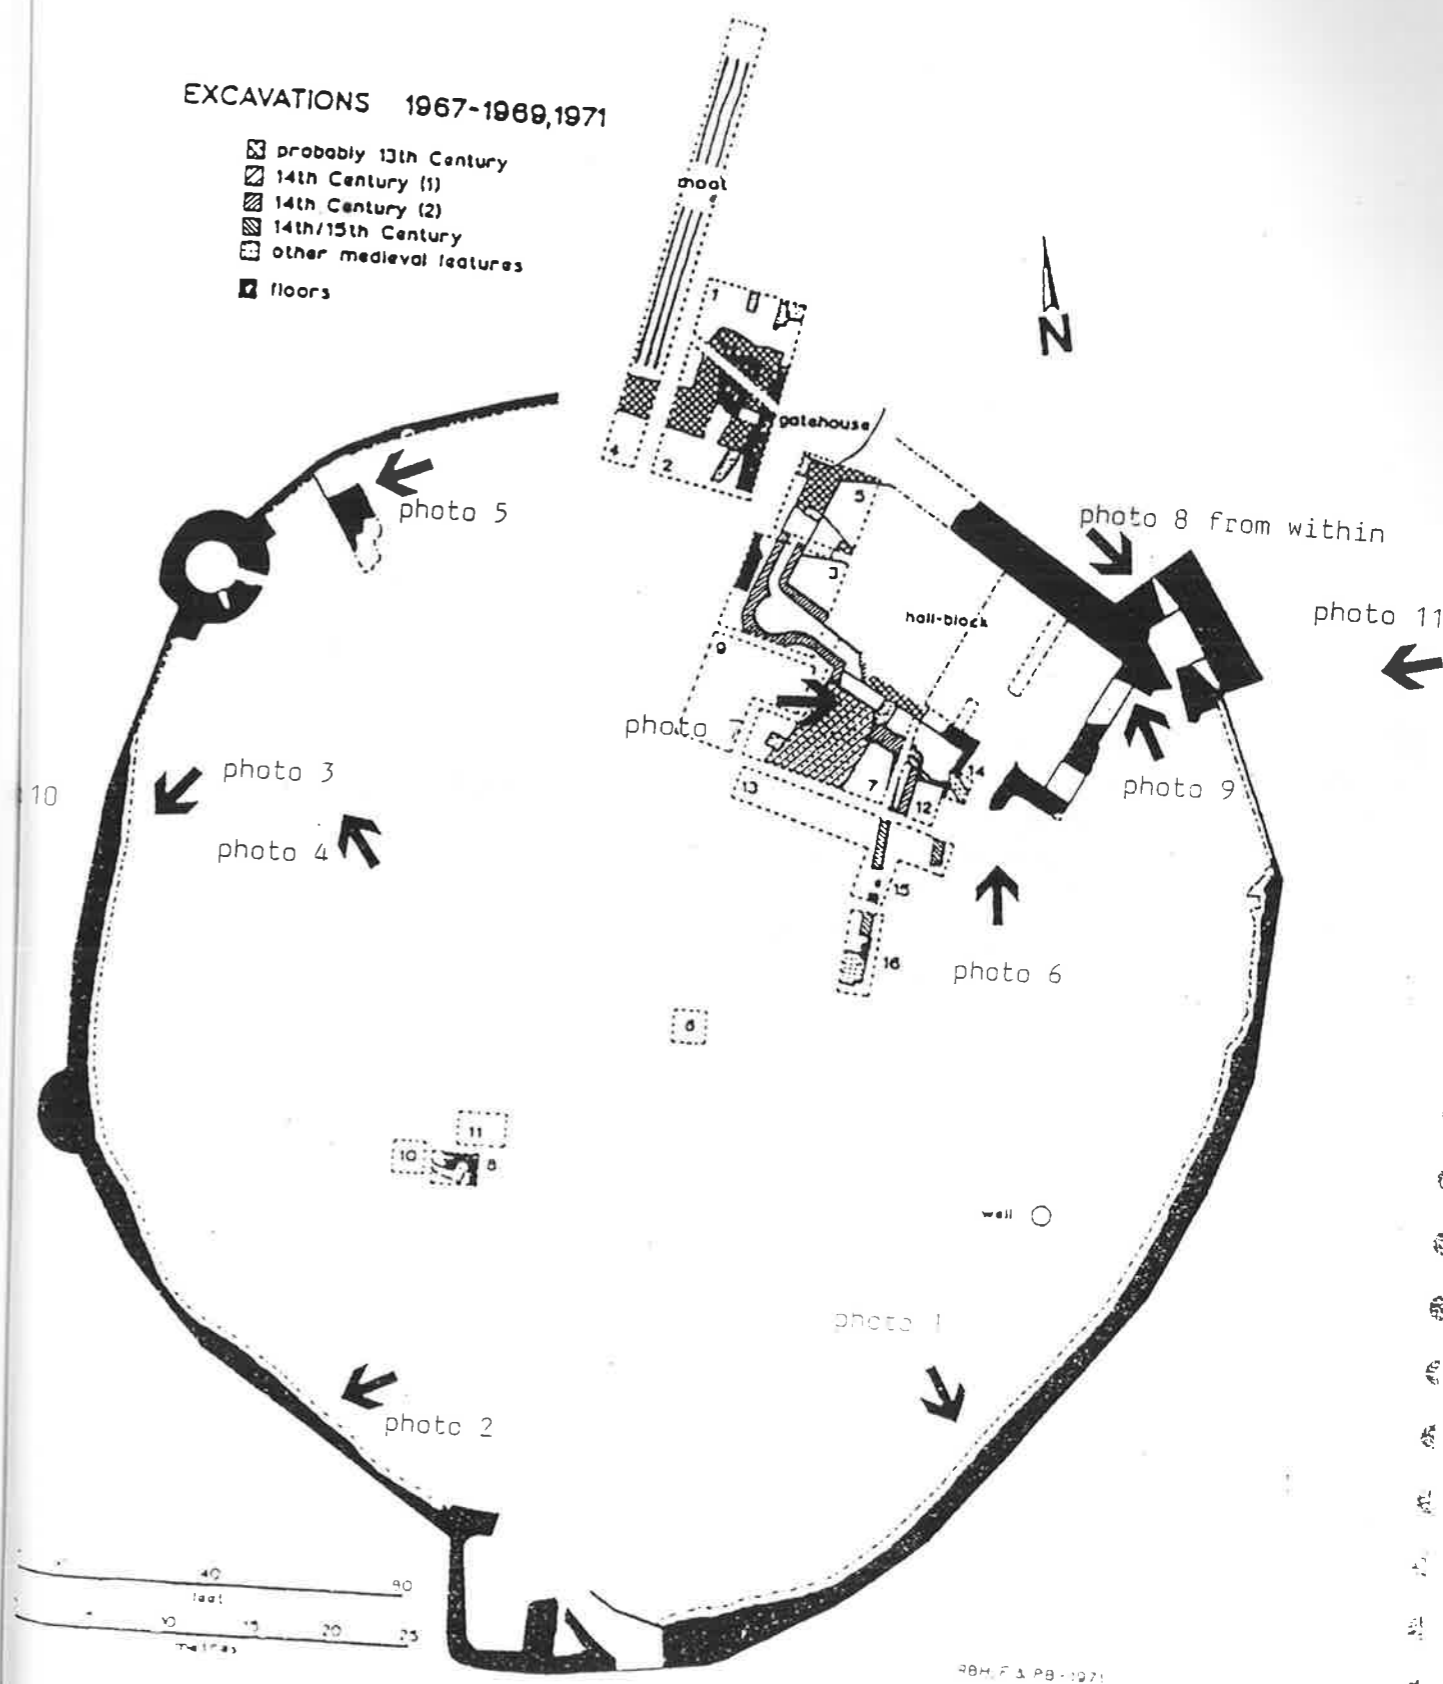 EXCAVATIONS 1967-1969,1971
probably 13th Century
14th Century (1)
14th Century (2)
14th/15th Century
other medieval features
floors
moat
1
gatehouse
4
2
N
5
photo 5
photo 8 from within
3
hall-block
photo 11
9
photo 7
photo 3
10
photo 4
13
7
12
14
photo 9
15
16
photo 6
6
11
10
8
well
photo 1
photo 2
40
80
feet
10
15
20
25
metres